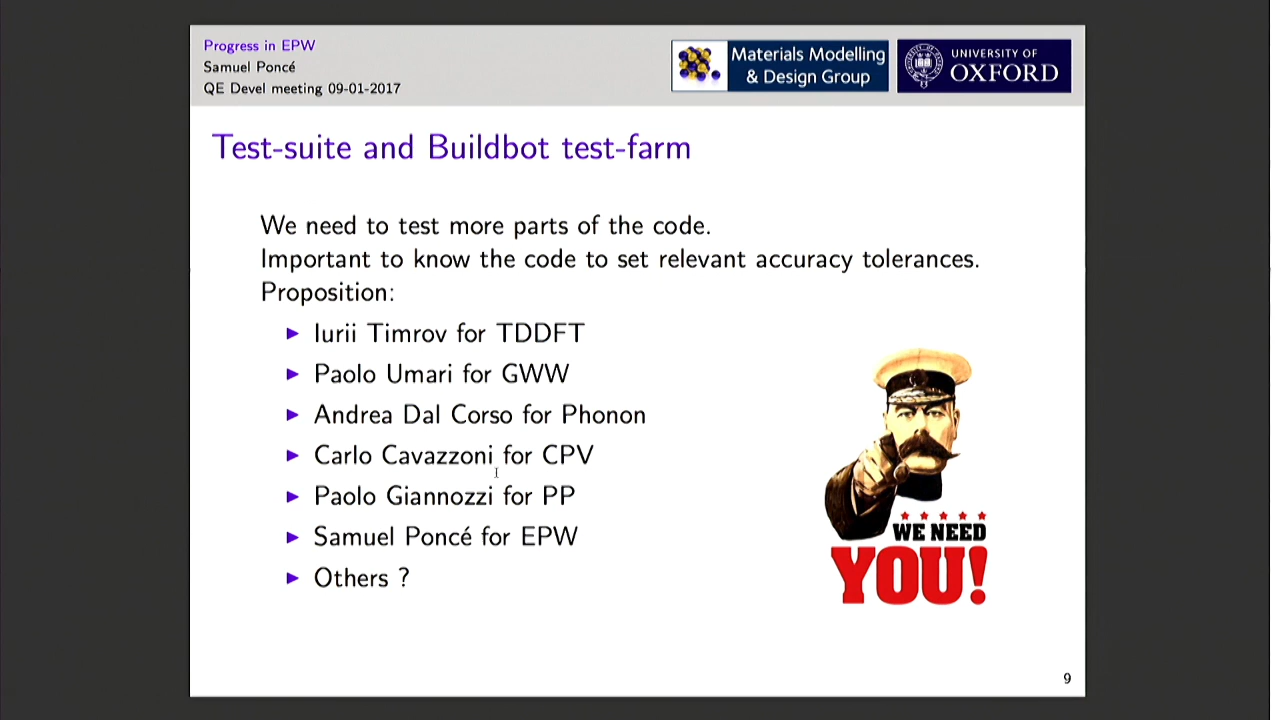 Progress in EPW
Samuel Poncé
QE Devel meeting 09-01-2017
Materials Modelling
& Design Group
UNIVERSITY OF
OXFORD
Test-suite and Buildbot test-farm
We need to test more parts of the code.
Important to know the code to set relevant accuracy tolerances.
Proposition:
Iurii Timrov for TDDFT
Paolo Umari for GWW
Andrea Dal Corso for Phonon
Carlo Cavazzoni for CPV
Paolo Giannozzi for PP
Samuel Poncé for EPW
Others ?
WE NEED
YOU!
9